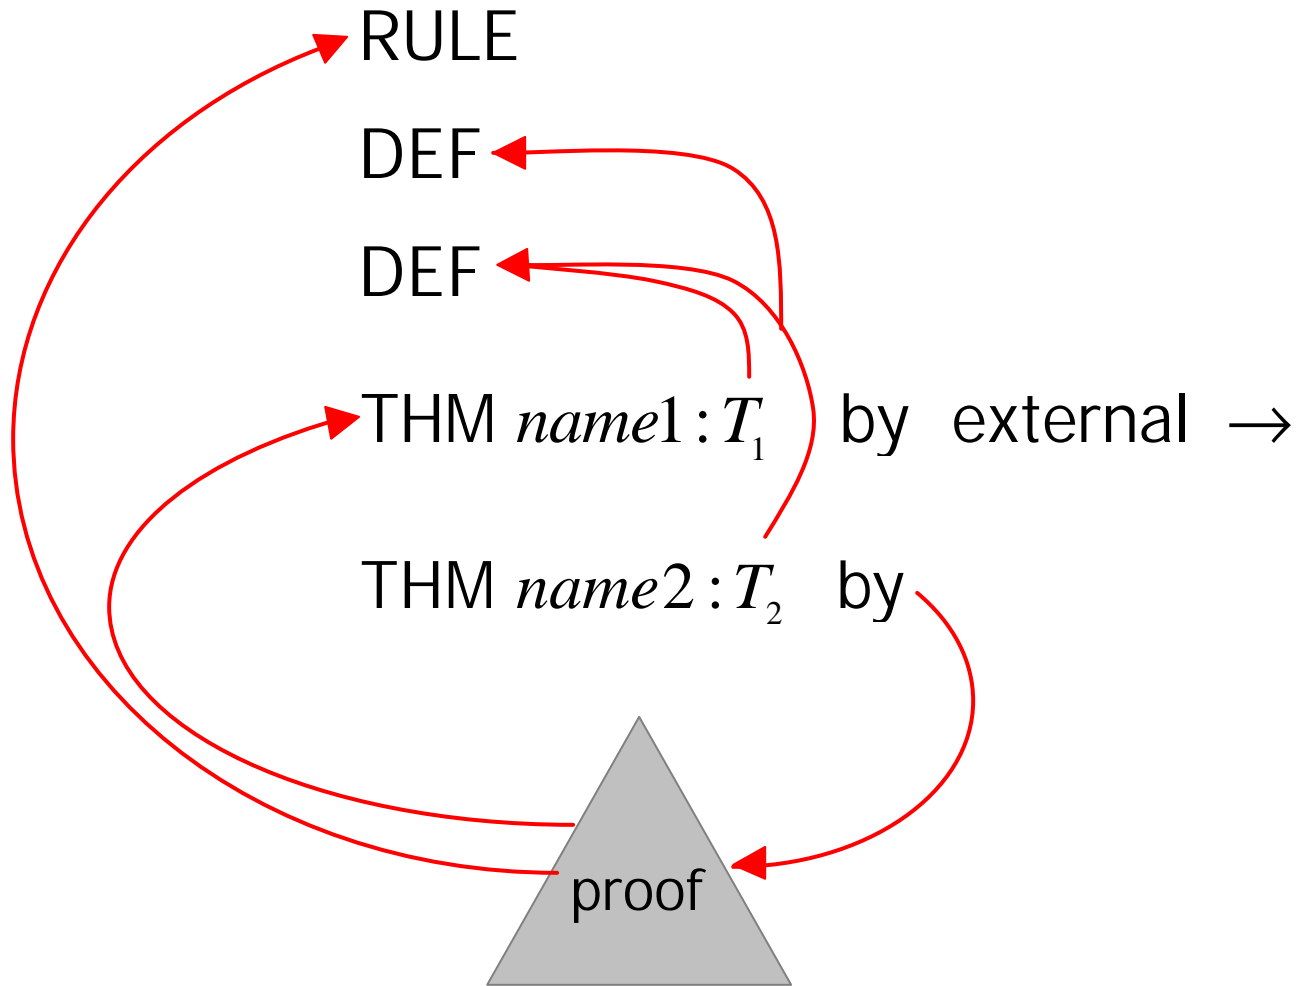 RULE
DEF
DEF
THM name1 : T₁ by external →
THM name2 : T₂ by
proof